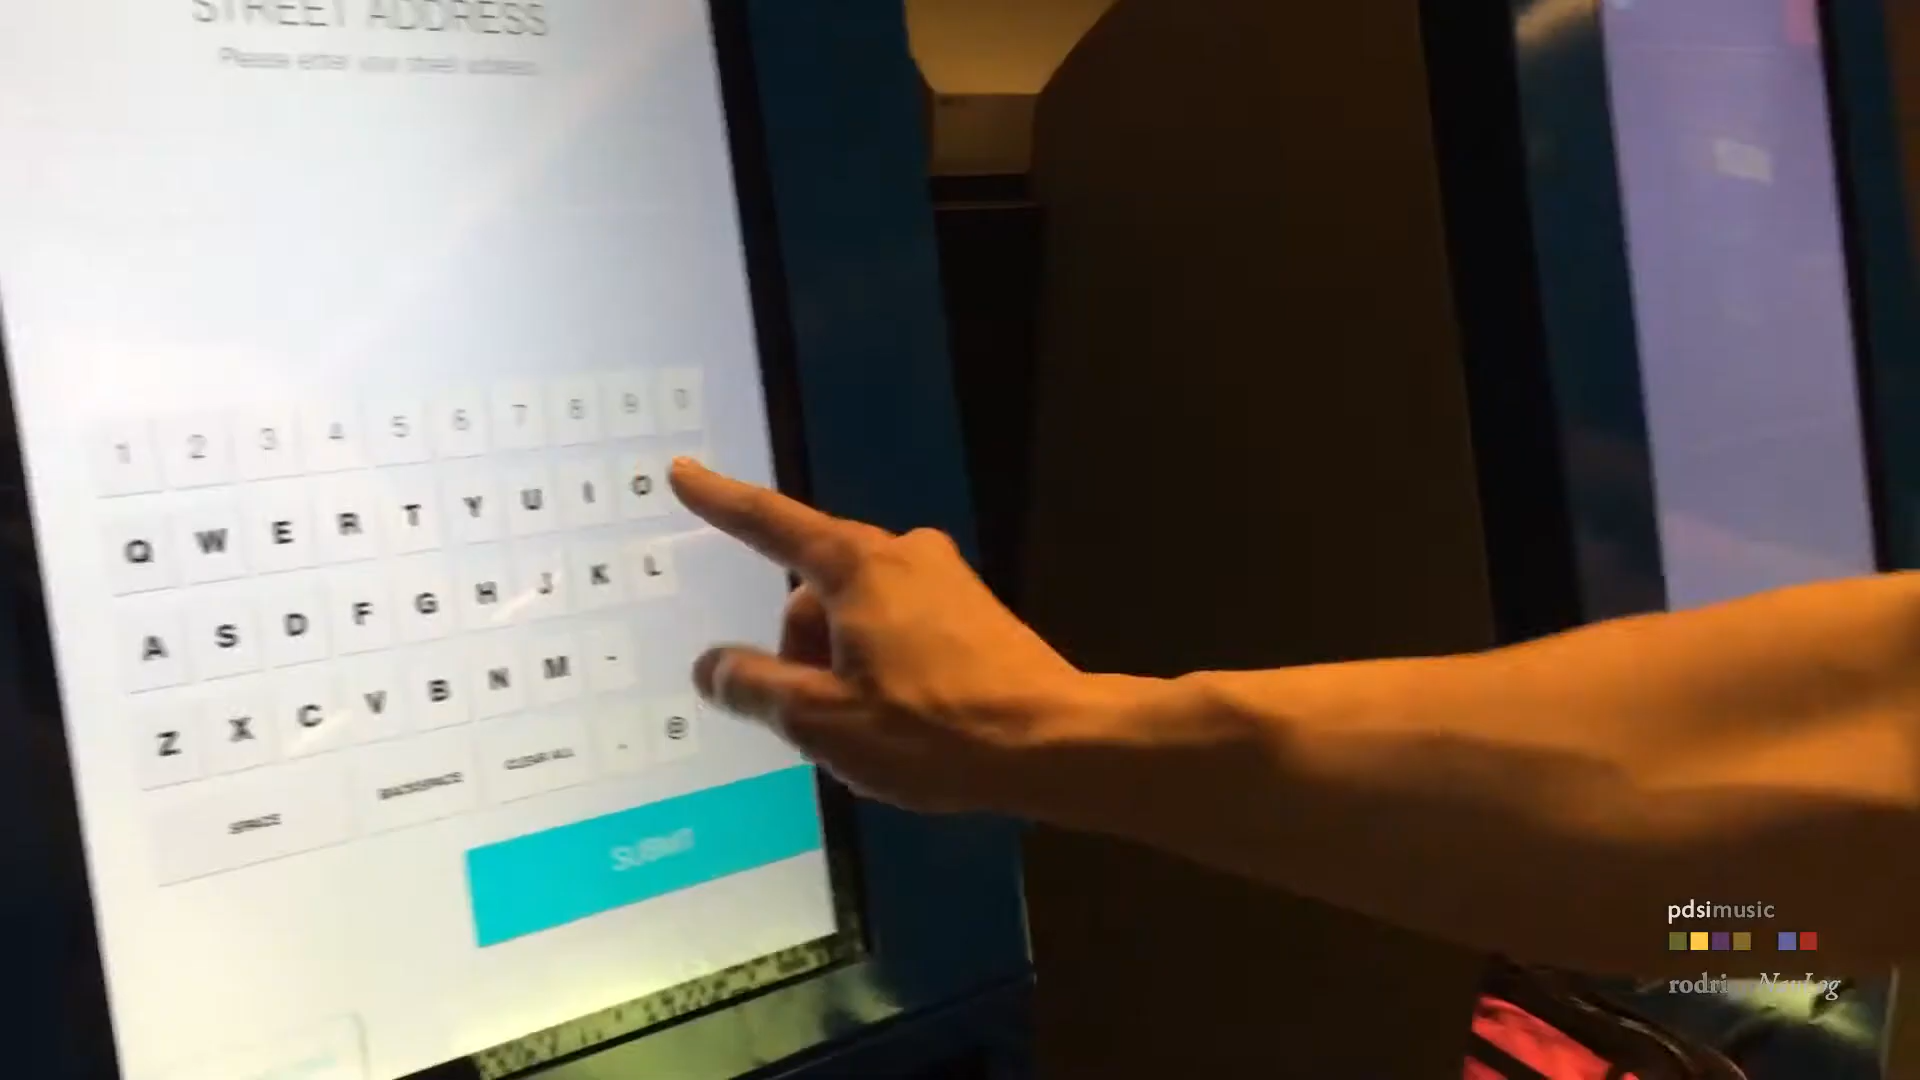 STREET ADDRESS
Please enter your street address
1 2 3 4 5 6 7 8 9 0
Q W E R T Y U I O
A S D F G H J K L
Z X C V B N M -
SPACE BACKSPACE CLEAR ALL . @
SUBMIT
pdsimusic